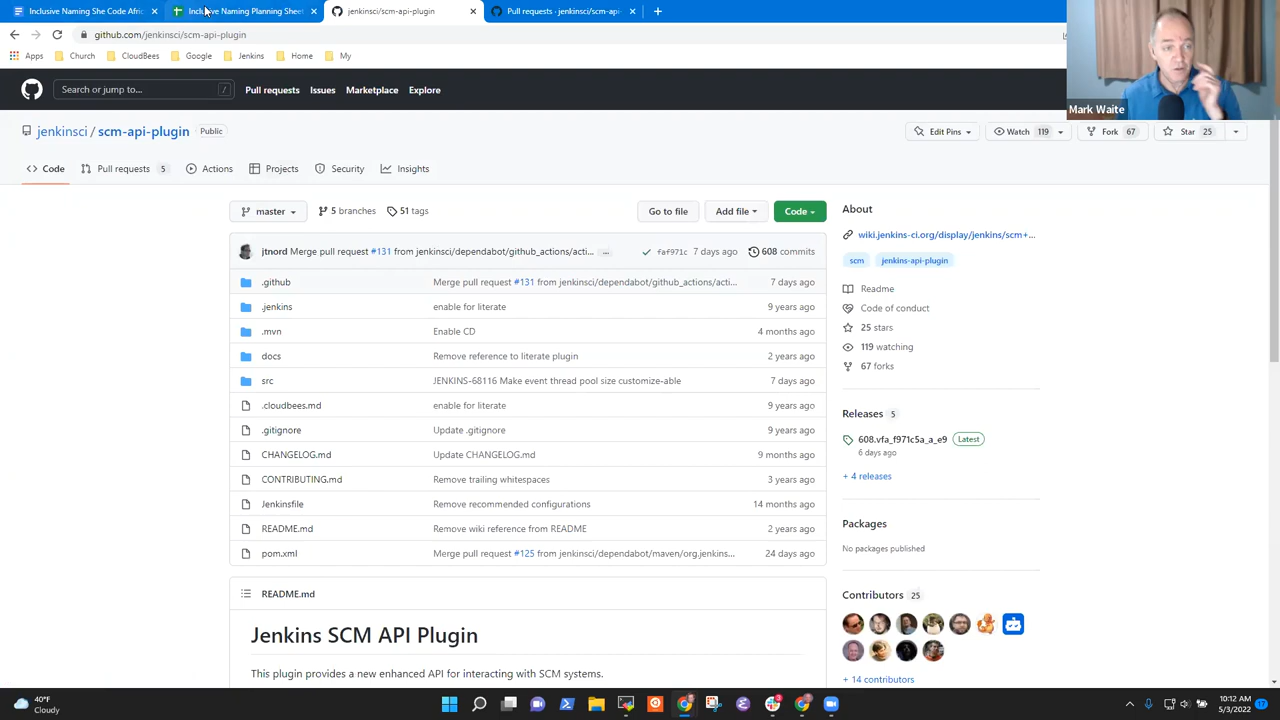 Inclusive Naming She Code Afric
Inclusive Naming Planning Sheet
jenkinsci/scm-api-plugin
Pull requests · jenkinsci/scm-api-
github.com/jenkinsci/scm-api-plugin
Apps Church CloudBees Google Jenkins Home My
Search or jump to... /
Pull requests Issues Marketplace Explore
Mark Waite
jenkinsci / scm-api-plugin Public
Edit Pins Watch 119 Fork 67 Star 25
Code Pull requests 5 Actions Projects Security Insights
master 5 branches 51 tags Go to file Add file Code
jtnord Merge pull request #131 from jenkinsci/dependabot/github_actions/acti... ... faf971c 7 days ago 608 commits
.github Merge pull request #131 from jenkinsci/dependabot/github_actions/acti... 7 days ago
.jenkins enable for literate 9 years ago
.mvn Enable CD 4 months ago
docs Remove reference to literate plugin 2 years ago
src JENKINS-68116 Make event thread pool size customize-able 7 days ago
.cloudbees.md enable for literate 9 years ago
.gitignore Update .gitignore 9 years ago
CHANGELOG.md Update CHANGELOG.md 9 months ago
CONTRIBUTING.md Remove trailing whitespaces 3 years ago
Jenkinsfile Remove recommended configurations 14 months ago
README.md Remove wiki reference from README 2 years ago
pom.xml Merge pull request #125 from jenkinsci/dependabot/maven/org.jenkins... 24 days ago
README.md
Jenkins SCM API Plugin
This plugin provides a new enhanced API for interacting with SCM systems.
About
wiki.jenkins-ci.org/display/jenkins/scm+...
scm jenkins-api-plugin
Readme
Code of conduct
25 stars
119 watching
67 forks
Releases 5
608.vfa_f971c5a_a_e9 Latest
6 days ago
+ 4 releases
Packages
No packages published
Contributors 25
+ 14 contributors
40°F
Cloudy
10:12 AM
5/3/2022
17